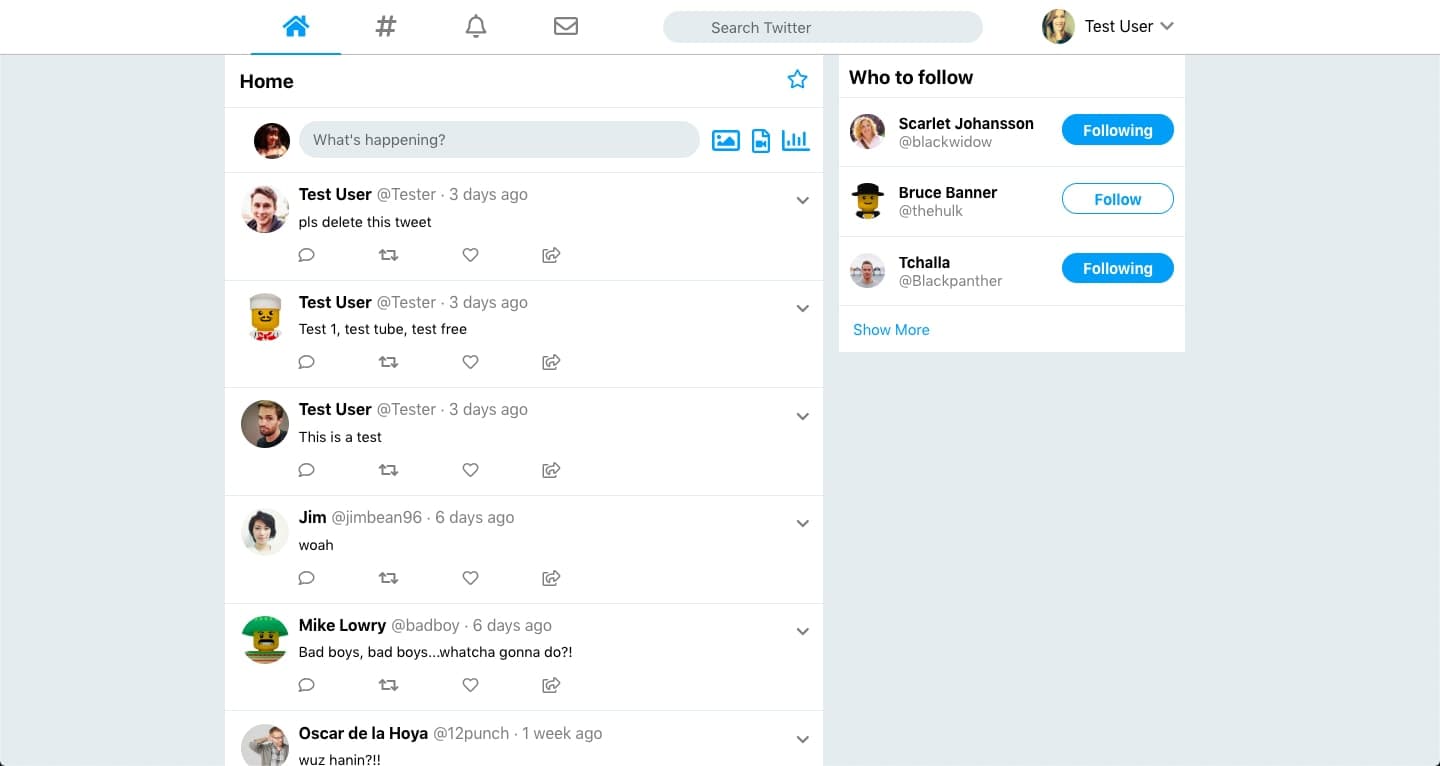 Search Twitter
Test User
Home
What's happening?
Test User @Tester · 3 days ago
pls delete this tweet
Test User @Tester · 3 days ago
Test 1, test tube, test free
Test User @Tester · 3 days ago
This is a test
Jim @jimbean96 · 6 days ago
woah
Mike Lowry @badboy · 6 days ago
Bad boys, bad boys...whatcha gonna do?!
Oscar de la Hoya @12punch · 1 week ago
wuz hanin?!!
Who to follow
Scarlet Johansson
@blackwidow
Following
Bruce Banner
@thehulk
Follow
Tchalla
@Blackpanther
Following
Show More